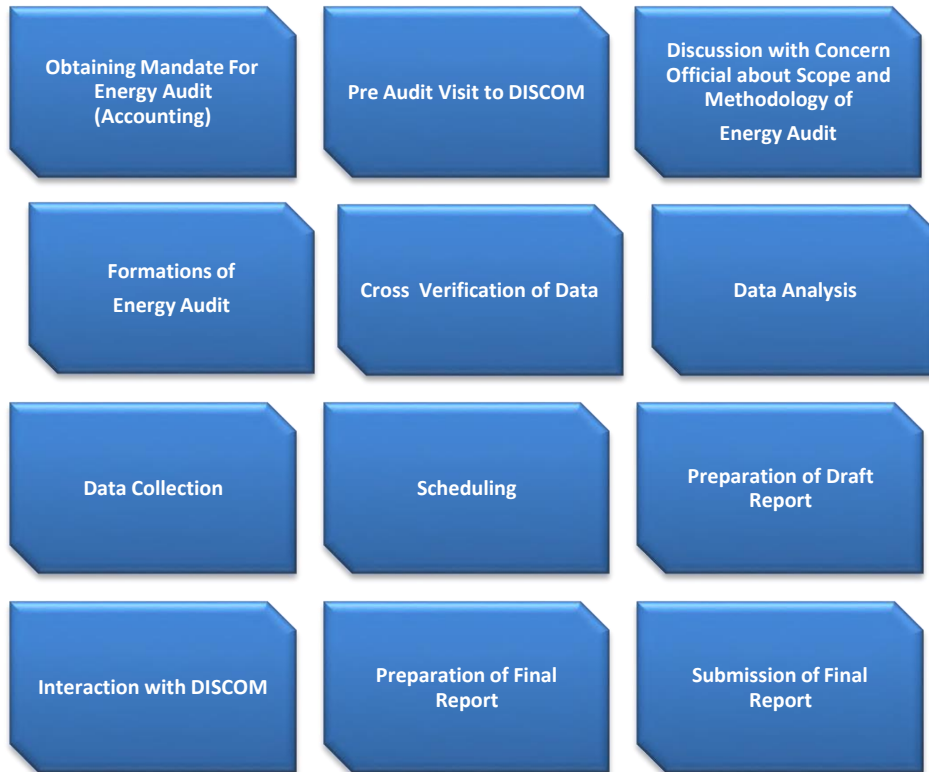 Obtaining Mandate For
Energy Audit
(Accounting)
Pre Audit Visit to DISCOM
Discussion with Concern
Official about Scope and
Methodology of
Energy Audit
Formations of
Energy Audit
Cross Verification of Data
Data Analysis
Data Collection
Scheduling
Preparation of Draft
Report
Interaction with DISCOM
Preparation of Final
Report
Submission of Final
Report